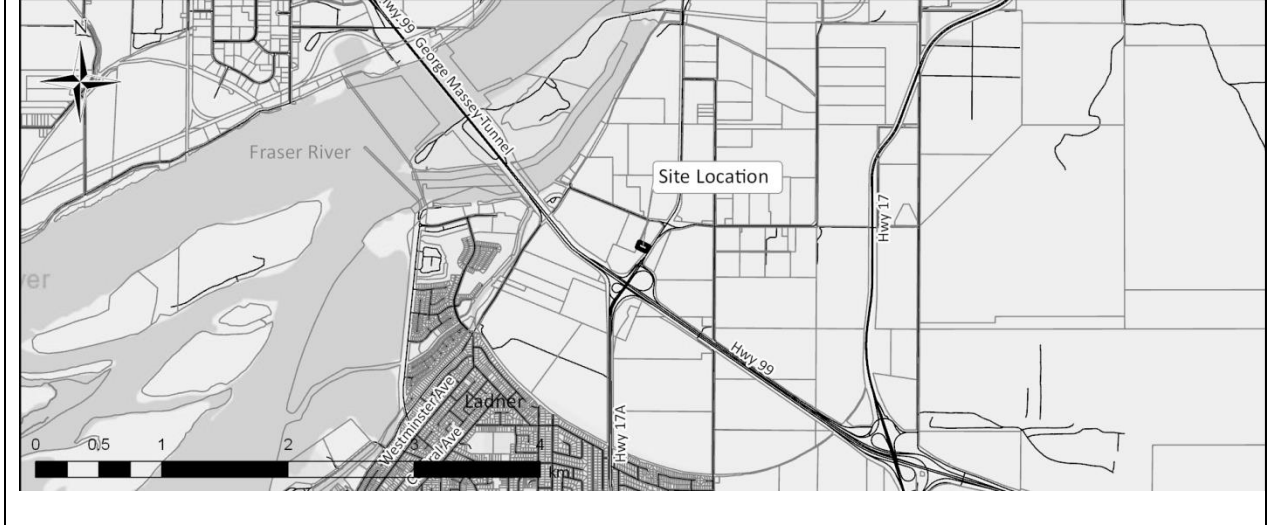 N
Hwy 99 George Massey-Tunnel
Fraser River
Site Location
Hwy 17
ver
Hwy 99
Ladner
Westminster Ave
Hwy 17A
0 0,5 1 2 3 4
km